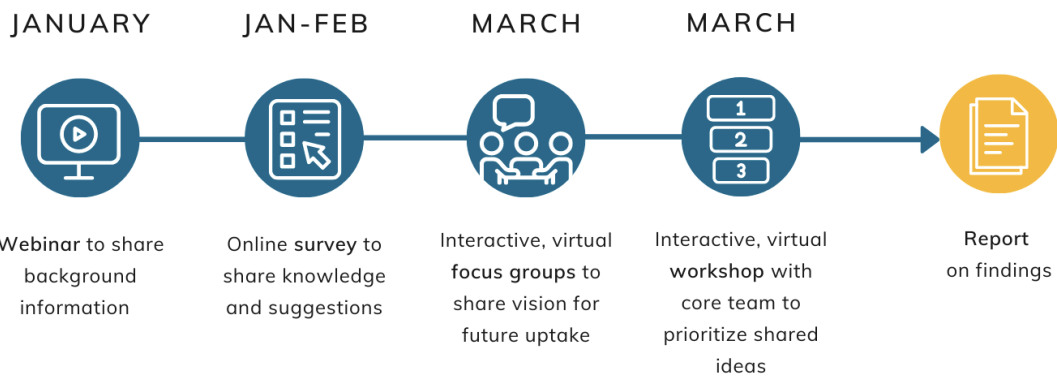 JANUARY
JAN-FEB
MARCH
MARCH
1
2
3
Webinar to share
background
information
Online survey to
share knowledge
and suggestions
Interactive, virtual
focus groups to
share vision for
future uptake
Interactive, virtual
workshop with
core team to
prioritize shared
ideas
Report
on findings